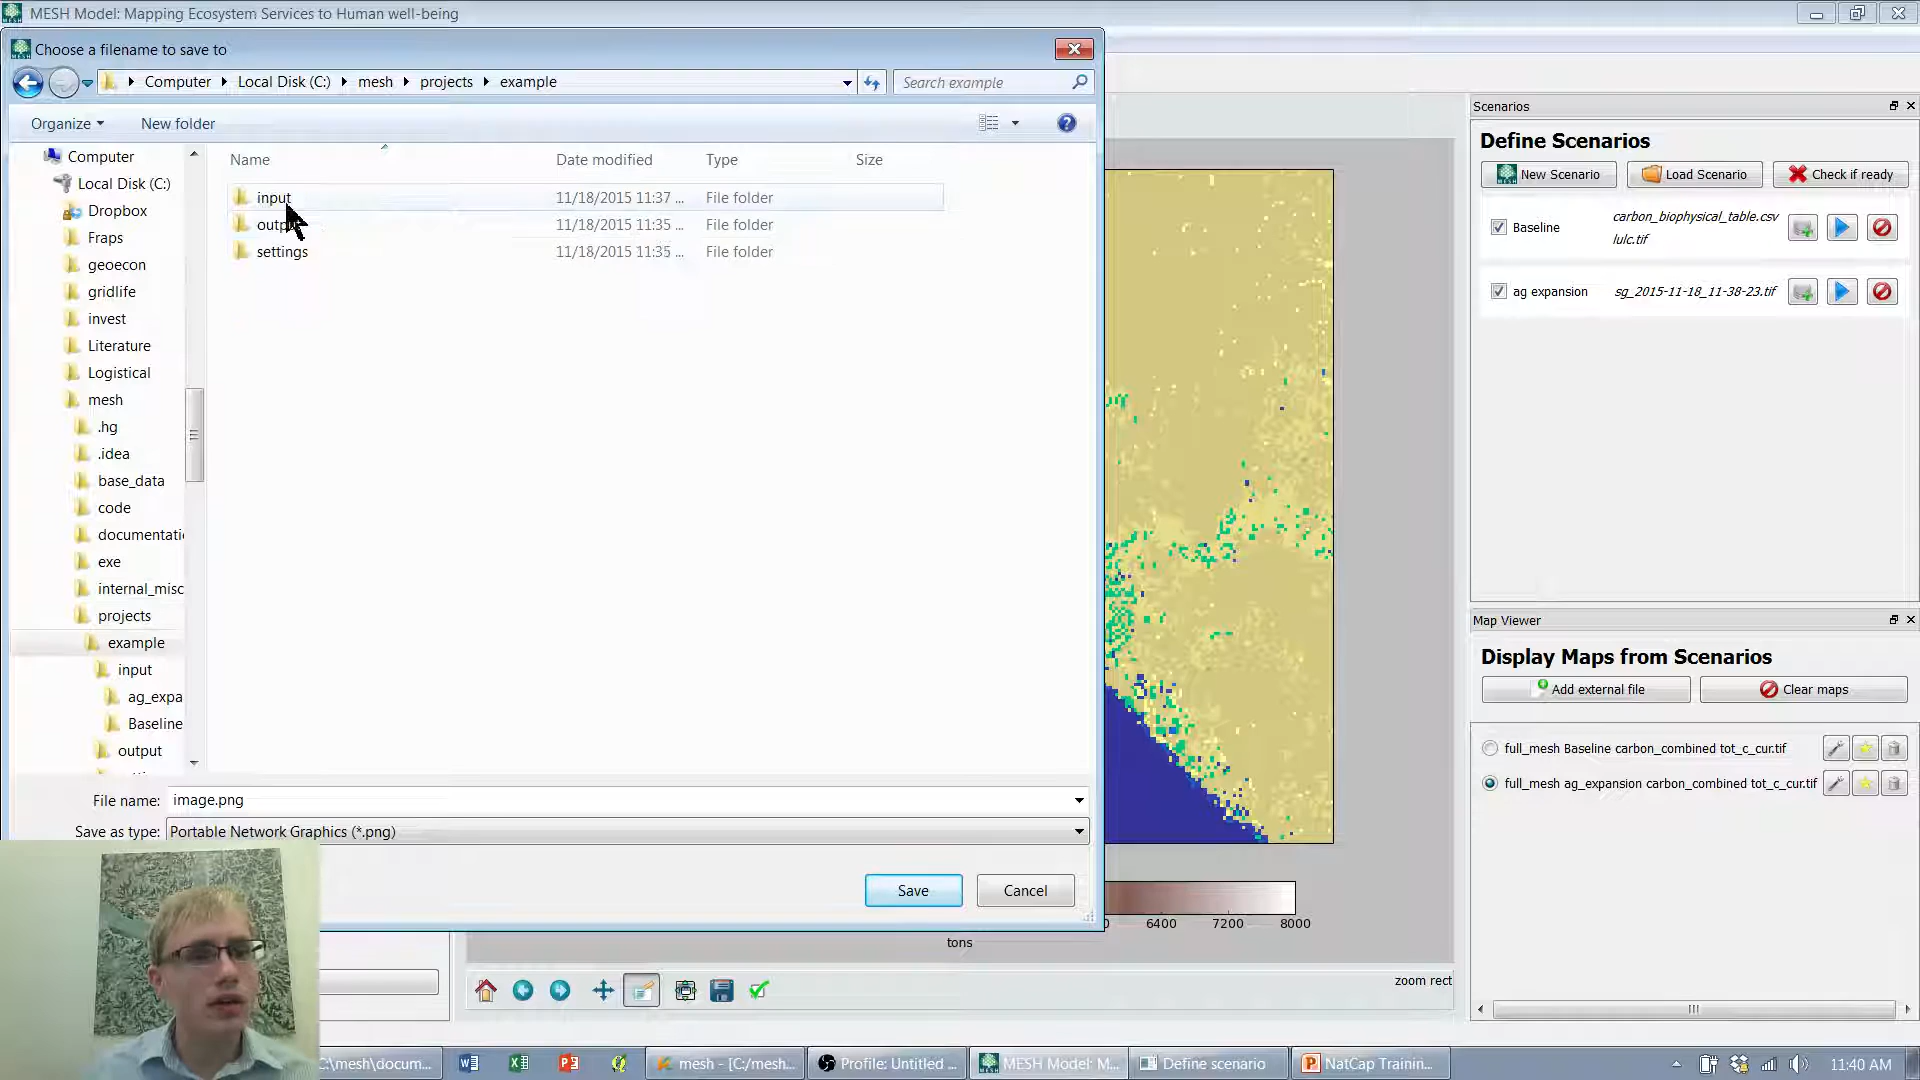 MESH Model: Mapping Ecosystem Services to Human well-being
Choose a filename to save to
Computer Local Disk (C:) mesh projects example
Search example
Organize
New folder
Name
Date modified
Type
Size
input 11/18/2015 11:37 ... File folder
11/18/2015 11:35 ... File folder
settings 11/18/2015 11:35 ... File folder
Computer
Local Disk (C:)
Dropbox
Fraps
geoecon
gridlife
invest
Literature
Logistical
mesh
.hg
.idea
base_data
code
documentati
exe
internal_misc
projects
example
input
ag_expa
Baseline
output
File name: image.png
Save as type: Portable Network Graphics (*.png)
Save
Cancel
6400 7200 8000
tons
zoom rect
Scenarios
Define Scenarios
New Scenario
Load Scenario
Check if ready
Baseline
carbon_biophysical_table.csv
lulc.tif
ag expansion
sg_2015-11-18_11-38-23.tif
Map Viewer
Display Maps from Scenarios
Add external file
Clear maps
full_mesh Baseline carbon_combined tot_c_cur.tif
full_mesh ag_expansion carbon_combined tot_c_cur.tif
C:\mesh\docum...
mesh - [C:/mesh...
Profile: Untitled ...
MESH Model: M...
Define scenario
NatCap Trainin...
11:40 AM